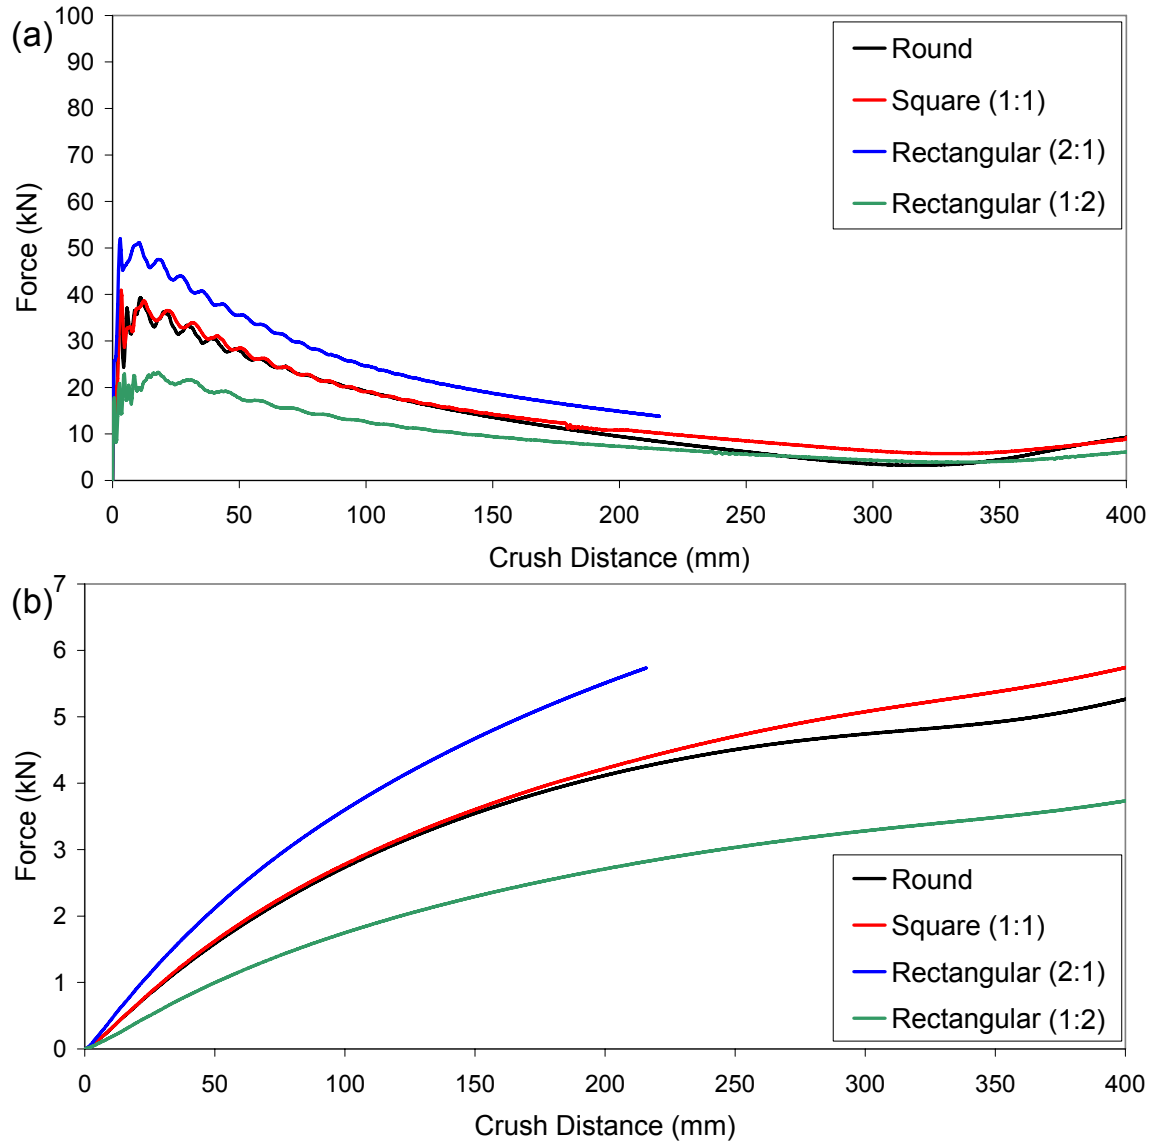 (a)
Force (kN)
100
90
80
70
60
50
40
30
20
10
0
0 50 100 150 200 250 300 350 400
Crush Distance (mm)
Round
Square (1:1)
Rectangular (2:1)
Rectangular (1:2)
(b)
Force (kN)
7
6
5
4
3
2
1
0
0 50 100 150 200 250 300 350 400
Crush Distance (mm)
Round
Square (1:1)
Rectangular (2:1)
Rectangular (1:2)